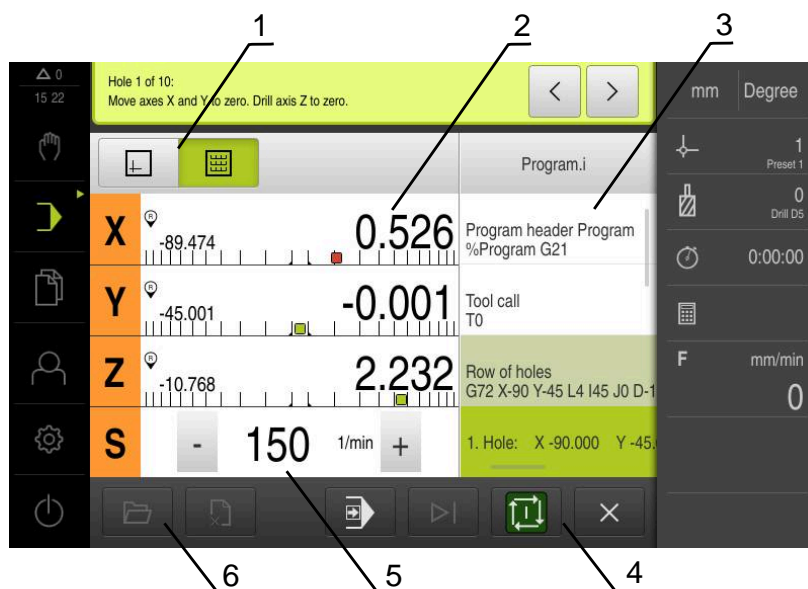 1
2
3
0
15 22
Hole 1 of 10:
Move axes X and Y to zero. Drill axis Z to zero.
<
>
mm
Degree
Program.i
1
Preset 1
X
R
-89.474
0.526
Program header Program
%Program G21
0
Drill D5
0:00:00
Y
R
-45.001
-0.001
Tool call
T0
Z
R
-10.768
2.232
Row of holes
G72 X-90 Y-45 L4 I45 J0 D-1
F
mm/min
0
S
-
150
1/min
+
1. Hole: X -90.000 Y -45.
6
5
4